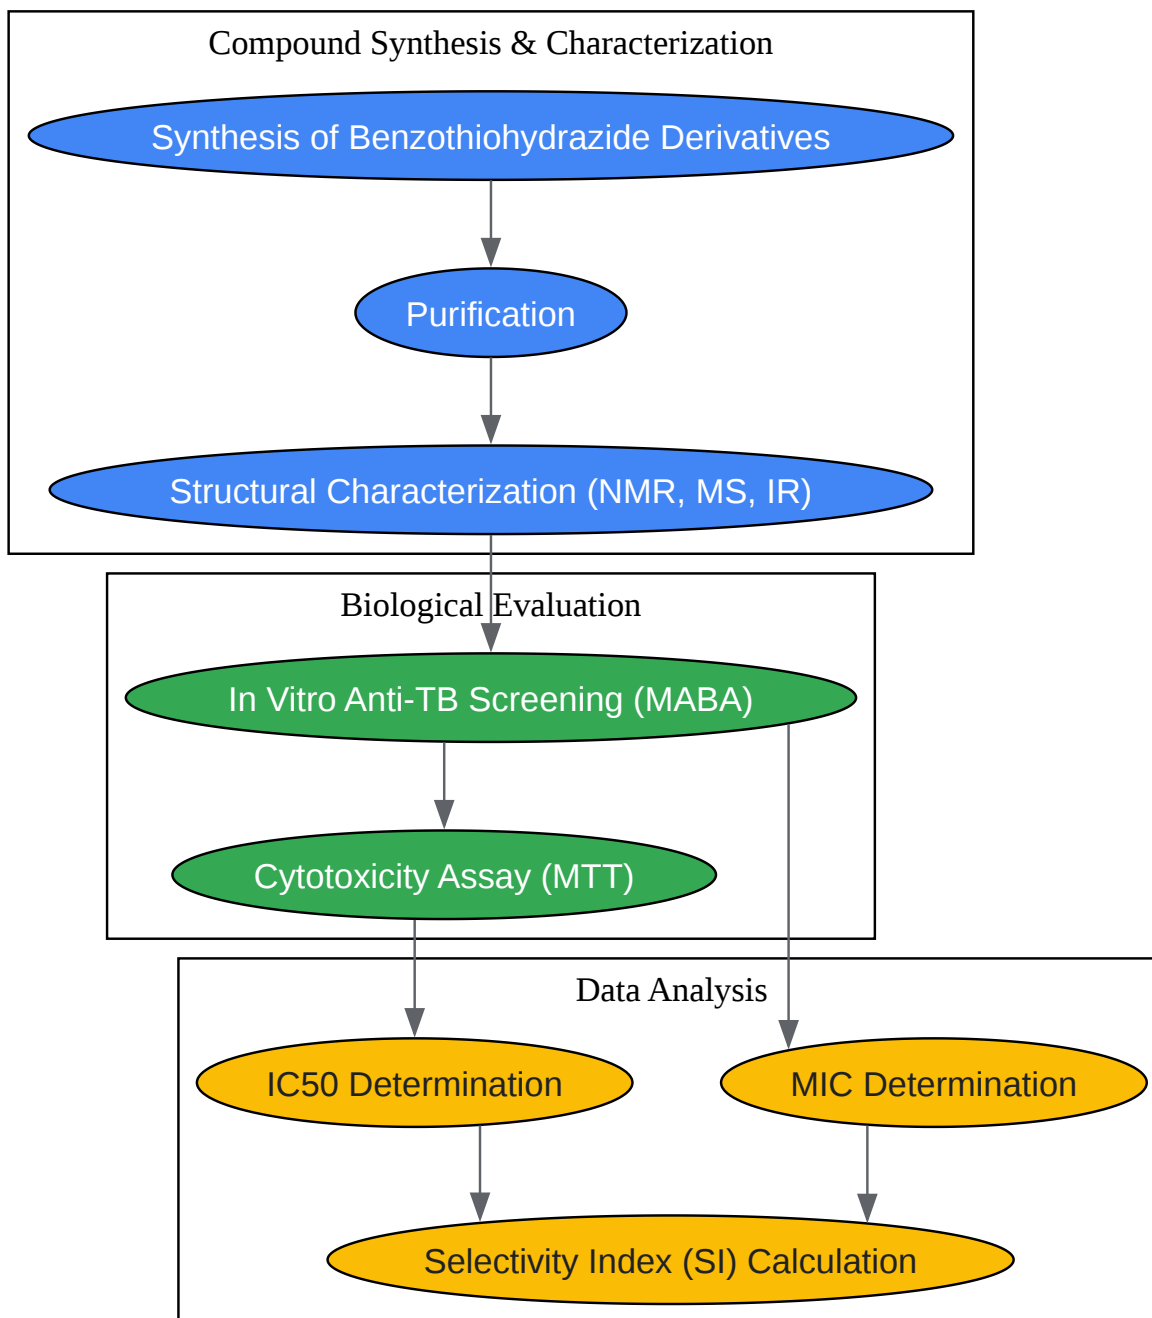 Compound Synthesis & Characterization
Synthesis of Benzothiohydrazide Derivatives
Purification
Structural Characterization (NMR, MS, IR)
Biological Evaluation
In Vitro Anti-TB Screening (MABA)
Cytotoxicity Assay (MTT)
Data Analysis
IC50 Determination
MIC Determination
Selectivity Index (SI) Calculation